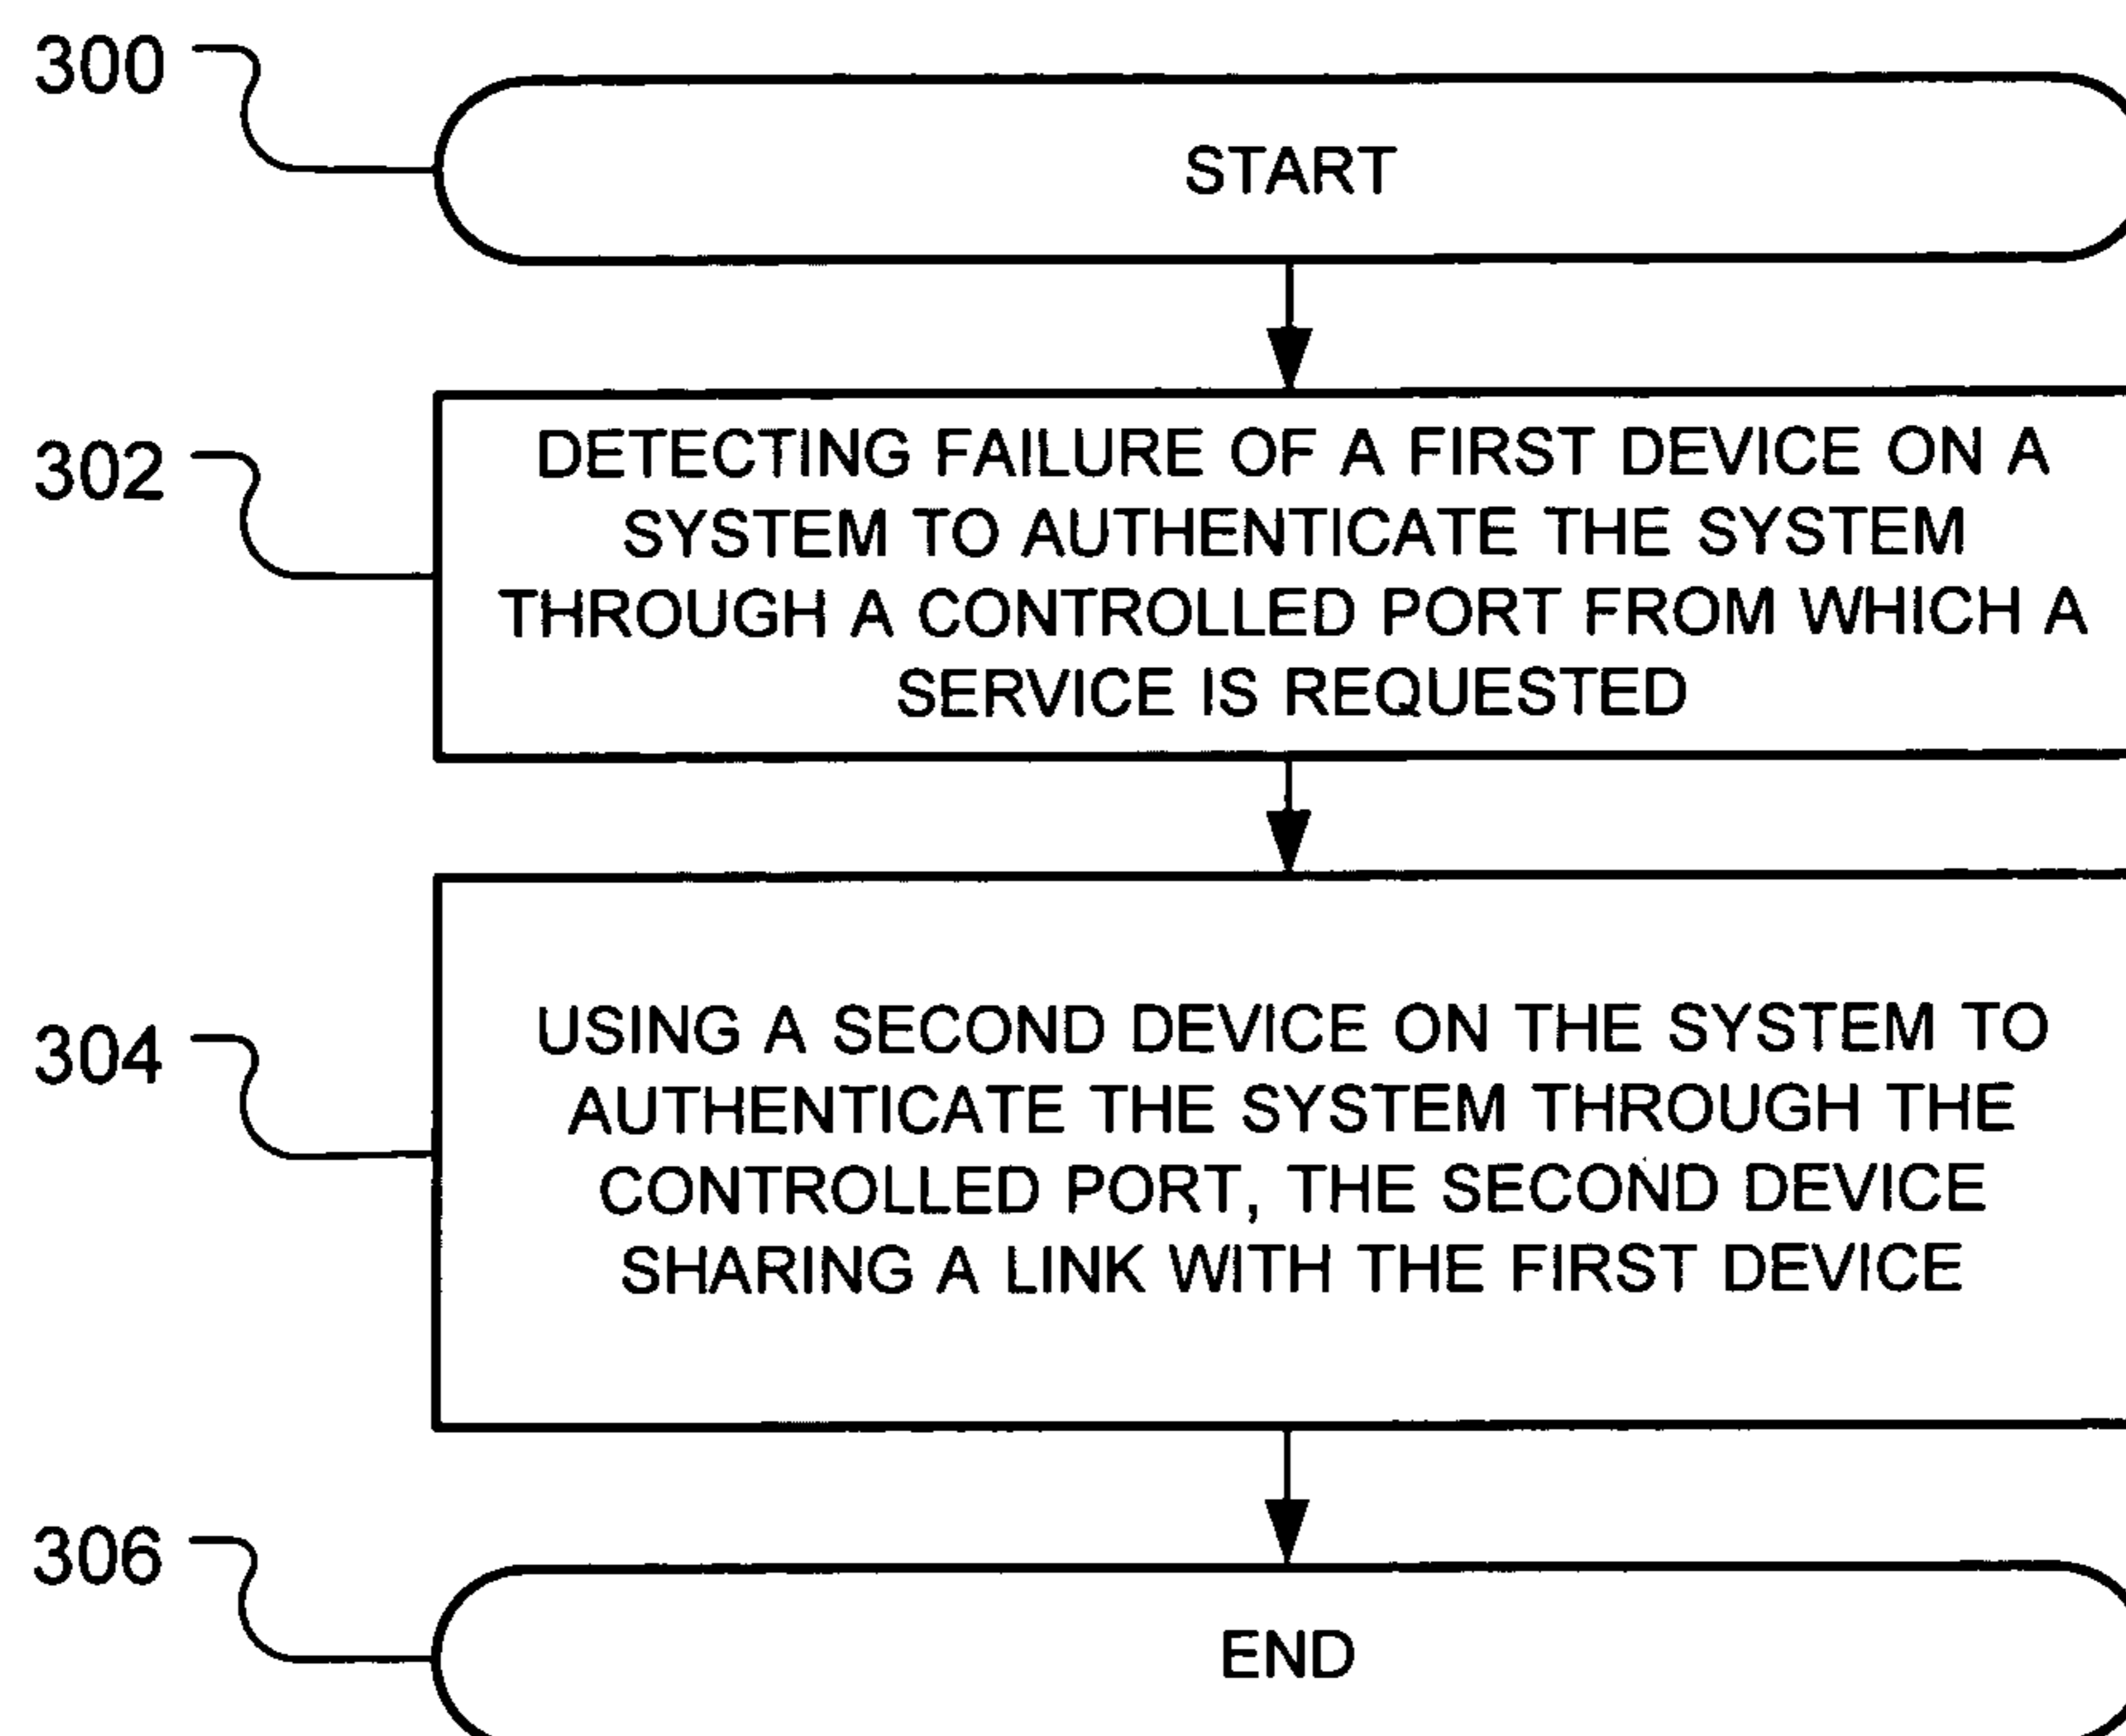 300
START
302
DETECTING FAILURE OF A FIRST DEVICE ON A
SYSTEM TO AUTHENTICATE THE SYSTEM
THROUGH A CONTROLLED PORT FROM WHICH A
SERVICE IS REQUESTED
304
USING A SECOND DEVICE ON THE SYSTEM TO
AUTHENTICATE THE SYSTEM THROUGH THE
CONTROLLED PORT, THE SECOND DEVICE
SHARING A LINK WITH THE FIRST DEVICE
306
END